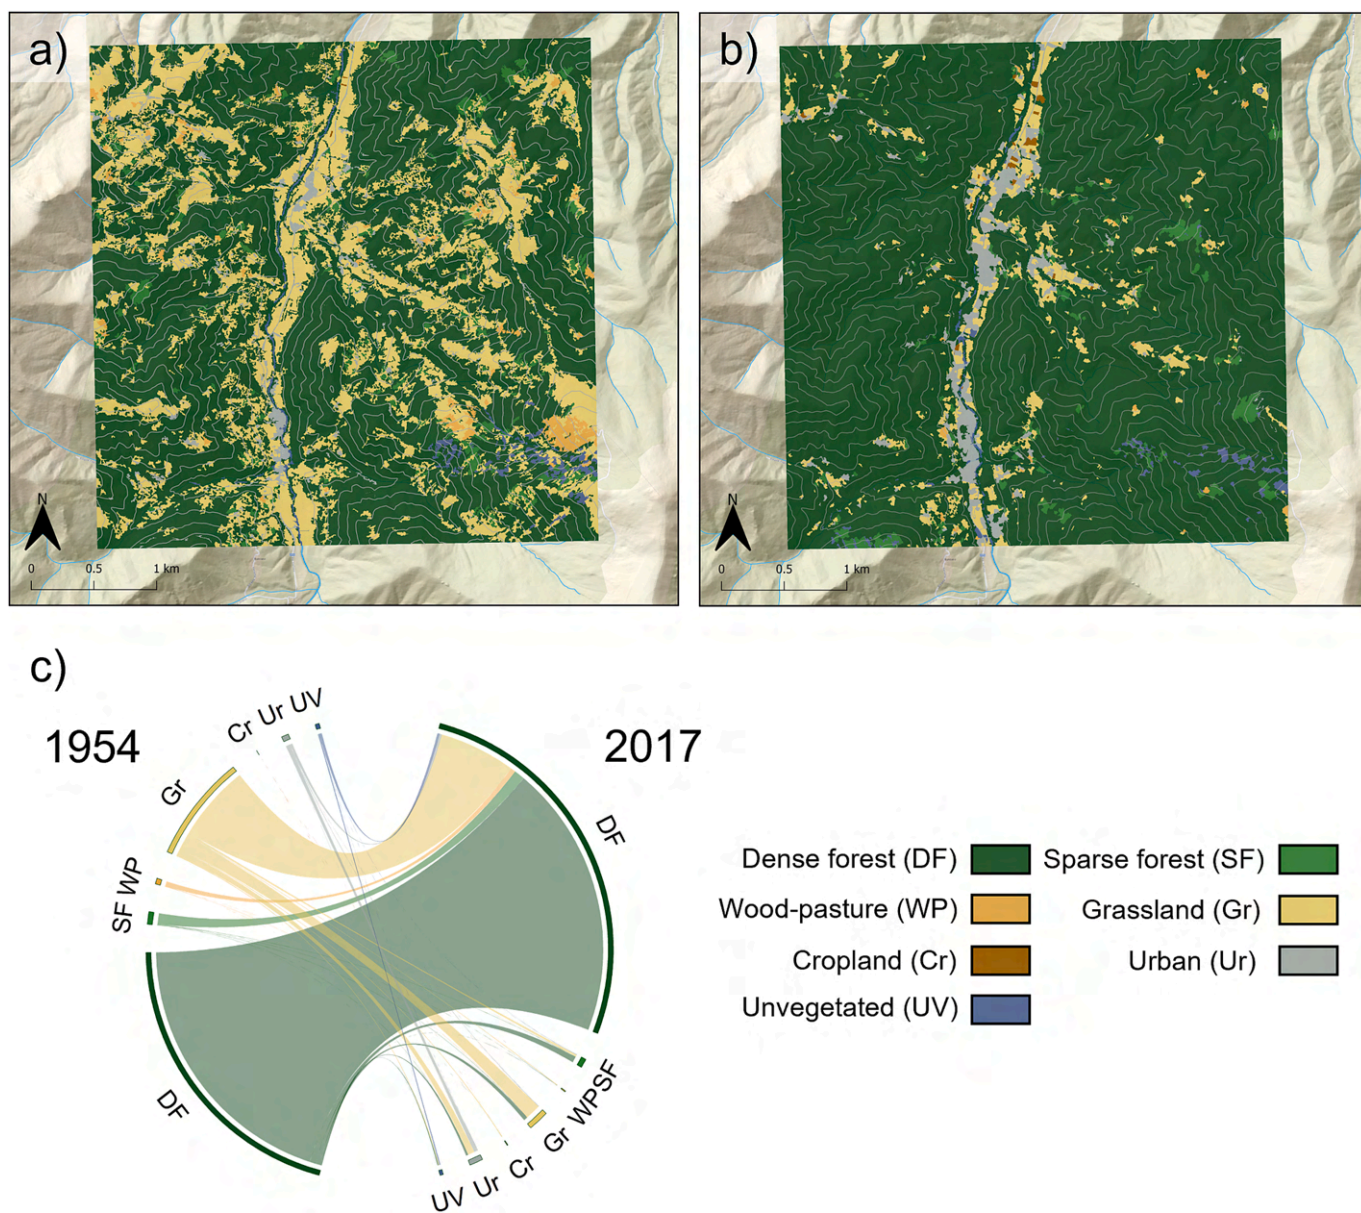 a)
N
0 0.5 1 km
b)
N
0 0.5 1 km
c)
1954
2017
Cr Ur UV
Gr
SF WP
DF
DF
WPSF
Gr
Cr
Ur
UV
Dense forest (DF)
Sparse forest (SF)
Wood-pasture (WP)
Grassland (Gr)
Cropland (Cr)
Urban (Ur)
Unvegetated (UV)